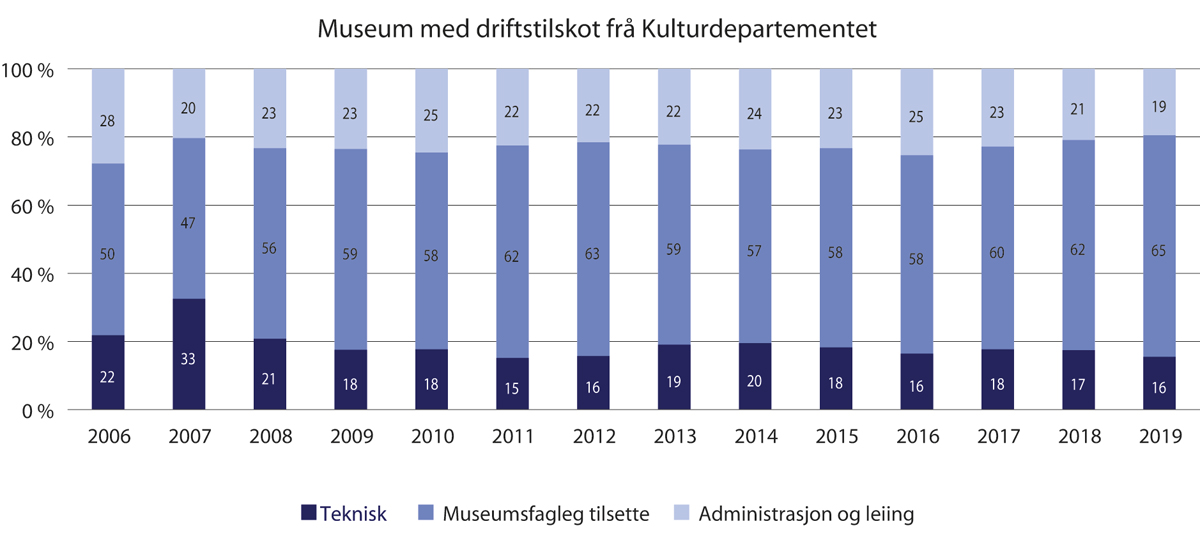 Museum med driftstilskot frå Kulturdepartementet
100 %
80 %
60 %
40 %
20 %
0 %
28 20 23 23 25 22 22 22 24 23 25 23 21 19
50 47 56 59 58 62 63 59 57 58 58 60 62 65
22 33 21 18 18 15 16 19 20 18 16 18 17 16
2006 2007 2008 2009 2010 2011 2012 2013 2014 2015 2016 2017 2018 2019
Teknisk Museumsfagleg tilsette Administrasjon og leiing